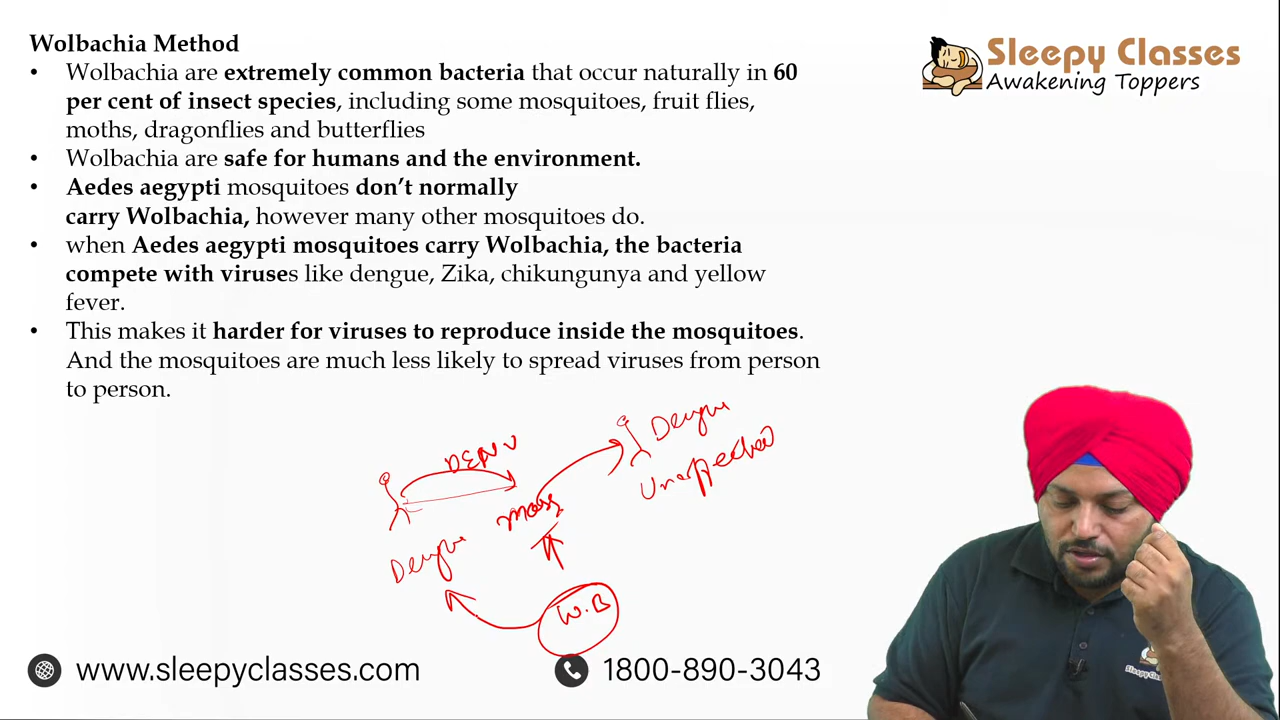 Wolbachia Method
• Wolbachia are extremely common bacteria that occur naturally in 60
per cent of insect species, including some mosquitoes, fruit flies,
moths, dragonflies and butterflies
• Wolbachia are safe for humans and the environment.
• Aedes aegypti mosquitoes don't normally
carry Wolbachia, however many other mosquitoes do.
• when Aedes aegypti mosquitoes carry Wolbachia, the bacteria
compete with viruses like dengue, Zika, chikungunya and yellow
fever.
• This makes it harder for viruses to reproduce inside the mosquitoes.
And the mosquitoes are much less likely to spread viruses from person
to person.
Sleepy Classes
Awakening Toppers
DENV
Dengue
Mos
Dengue
W.B
www.sleepyclasses.com
1800-890-3043
Sleepy Classes